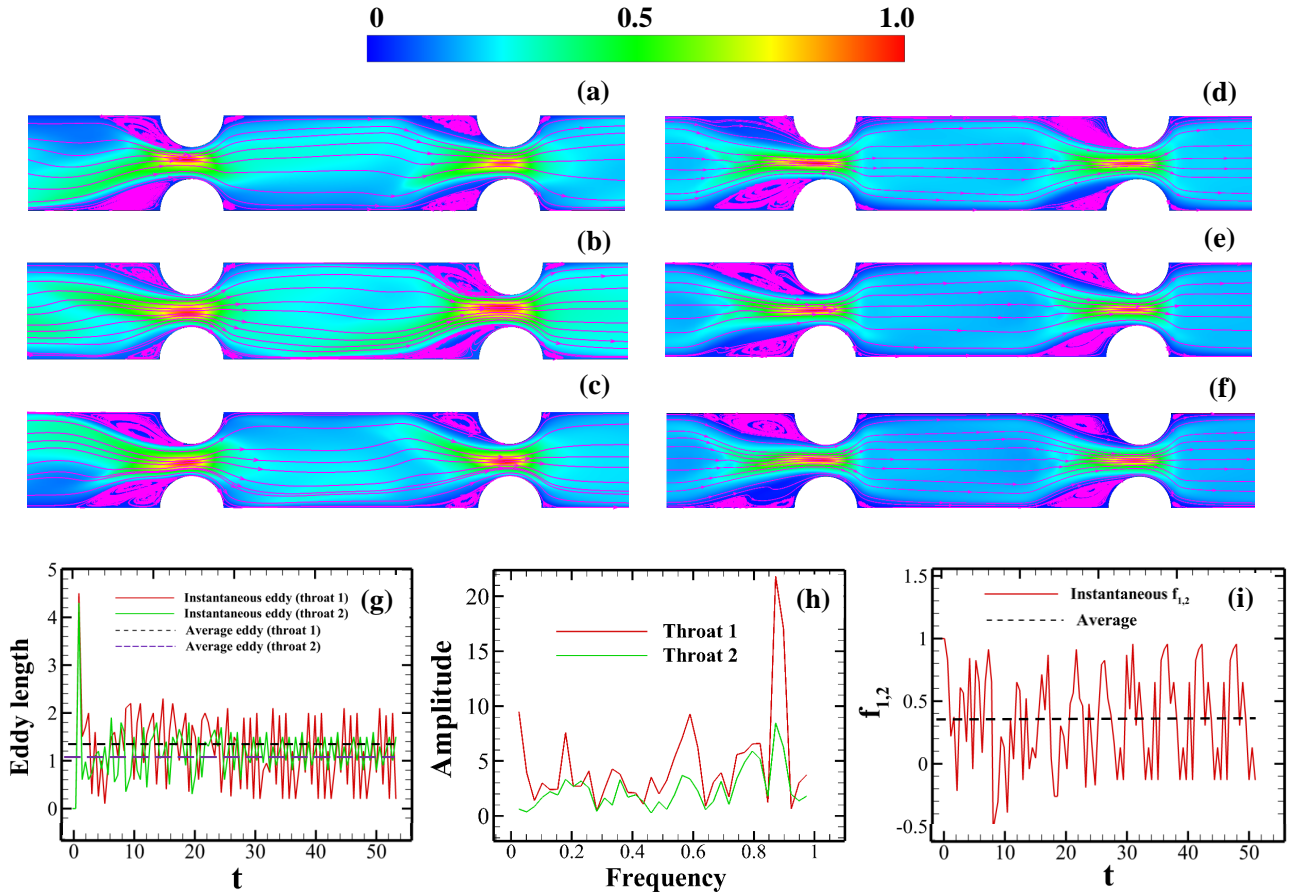 0 0.5 1.0
(a) (d)
(b) (e)
(c) (f)
5
4
3
2
1
0
Eddy length
Instantaneous eddy (throat 1)
Instantaneous eddy (throat 2)
Average eddy (throat 1)
Average eddy (throat 2)
(g)
0 10 20 30 40 50
t
20
15
10
5
0
Amplitude
Throat 1
Throat 2
(h)
0 0.2 0.4 0.6 0.8 1
Frequency
1.5
1
0.5
0
-0.5
f1,2
Instantaneous f1,2
Average
(i)
0 10 20 30 40 50
t